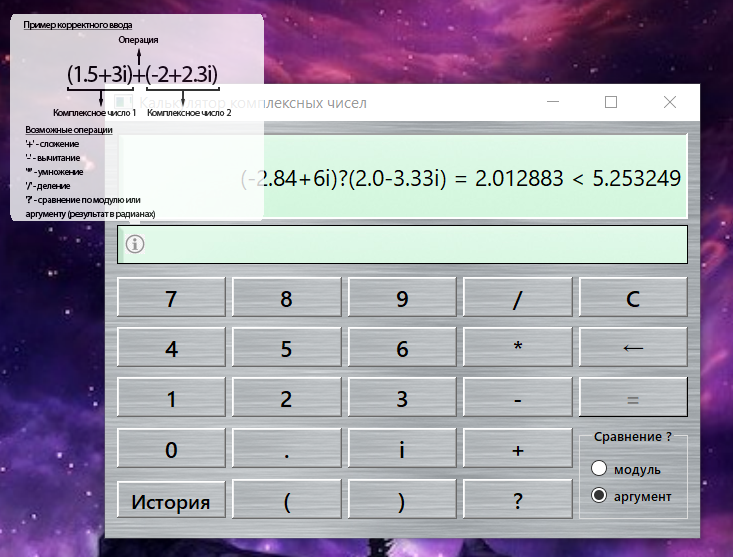 Пример корректного ввода
Операция
(1.5+3i)+(-2+2.3i)
Комплексное число 1 Комплексное число 2
Возможные операции
'+' - сложение
'-' - вычитание
'*' - умножение
'/' - деление
'?' - сравнение по модулю или
аргументу (результат в радианах)
Калькулятор комплексных чисел
(-2.84+6i)?(2.0-3.33i) = 2.012883 < 5.253249
7 8 9 / C
4 5 6 * ←
1 2 3 - =
0 . i +
История ( ) ?
Сравнение ?
модуль
аргумент